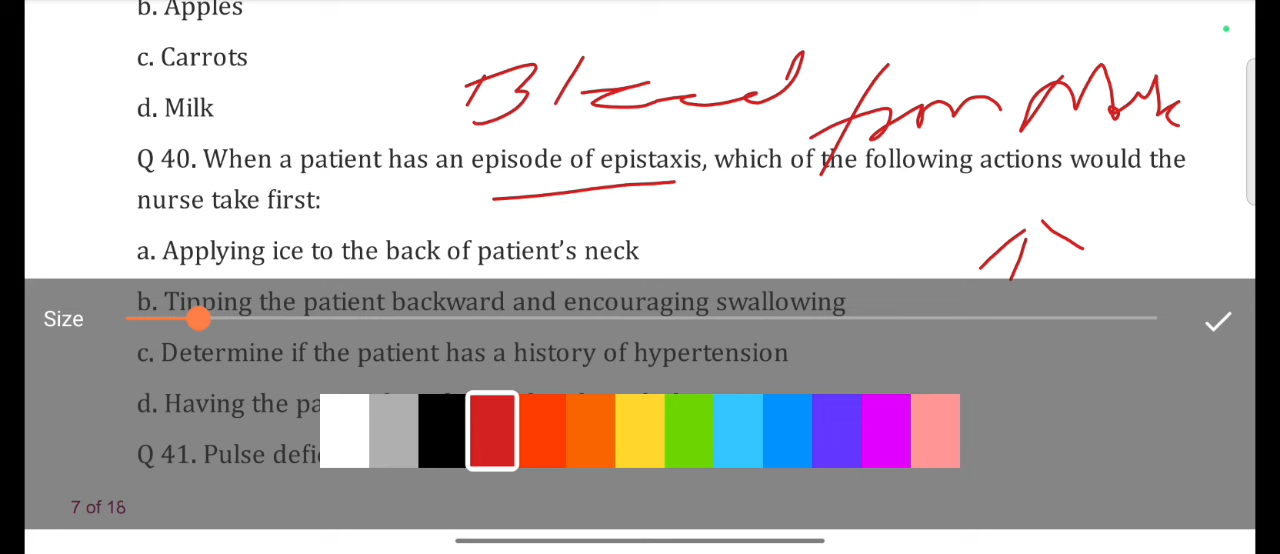 b. Apples
c. Carrots
d. Milk
Blood from Nose
Q 40. When a patient has an episode of epistaxis, which of the following actions would the
nurse take first:
a. Applying ice to the back of patient's neck
b. Tipping the patient backward and encouraging swallowing
Size
c. Determine if the patient has a history of hypertension
d. Having the pa
Q 41. Pulse defi
7 of 18